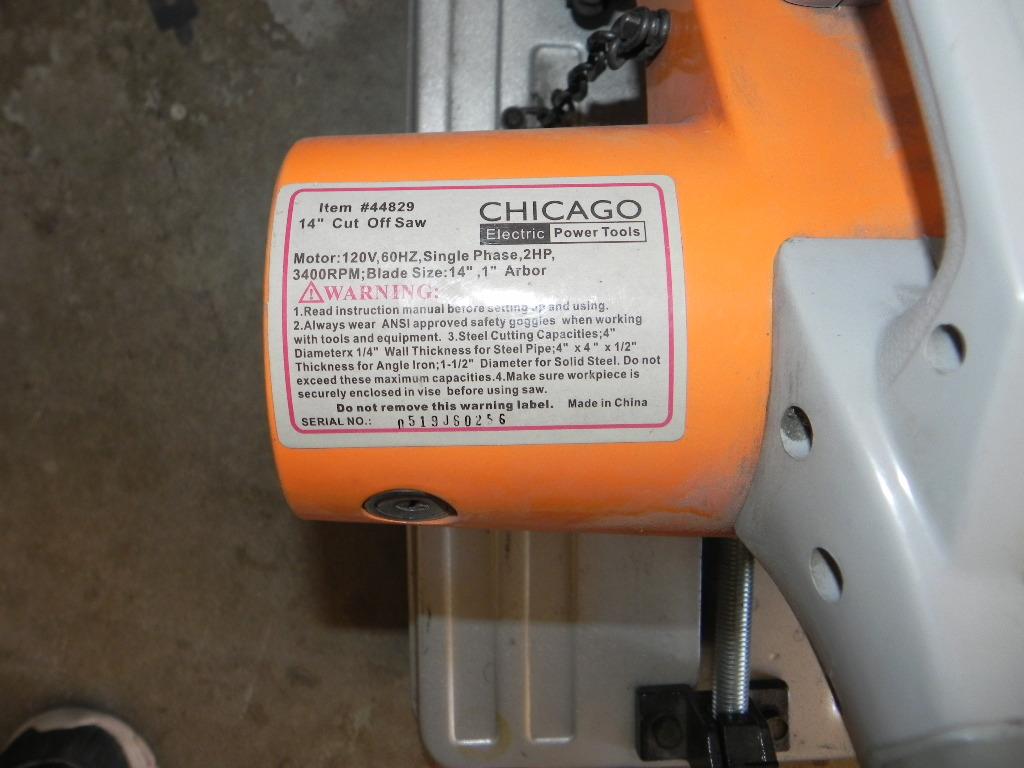 Item #44829
14" Cut Off Saw
CHICAGO
Electric Power Tools
Motor:120V,60HZ,Single Phase,2HP,
3400RPM;Blade Size:14",1" Arbor
WARNING:
1.Read instruction manual before setting up and using.
2.Always wear ANSI approved safety goggles when working
with tools and equipment. 3.Steel Cutting Capacities;4"
Diameterx 1/4" Wall Thickness for Steel Pipe;4" x 4" x 1/2"
Thickness for Angle Iron;1-1/2" Diameter for Solid Steel. Do not
exceed these maximum capacities.4.Make sure workpiece is
securely enclosed in vise before using saw.
Do not remove this warning label. Made in China
SERIAL NO.: